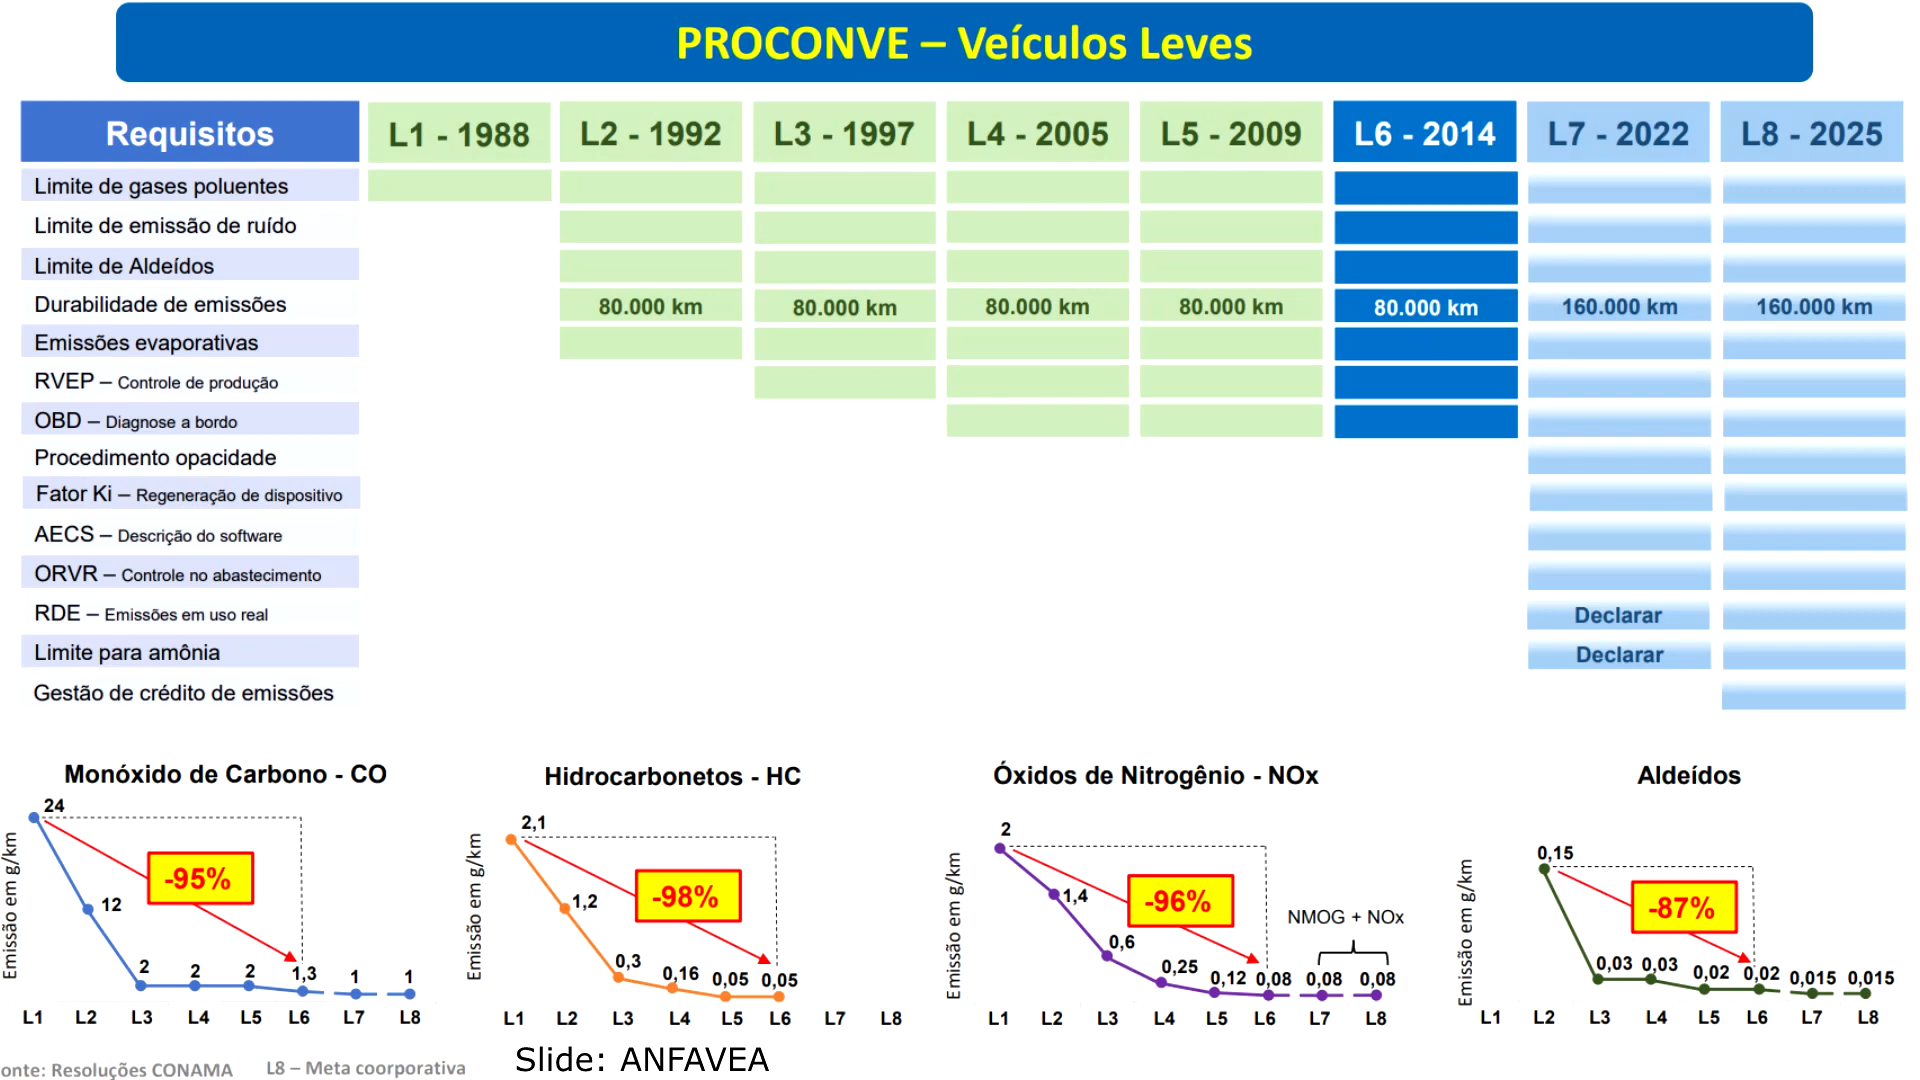 PROCONVE – Veículos Leves
Requisitos
L1 - 1988
L2 - 1992
L3 - 1997
L4 - 2005
L5 - 2009
L6 - 2014
L7 - 2022
L8 - 2025
Limite de gases poluentes
Limite de emissão de ruído
Limite de Aldeídos
Durabilidade de emissões
80.000 km
80.000 km
80.000 km
80.000 km
80.000 km
160.000 km
160.000 km
Emissões evaporativas
RVEP – Controle de produção
OBD – Diagnose a bordo
Procedimento opacidade
Fator Ki – Regeneração de dispositivo
AECS – Descrição do software
ORVR – Controle no abastecimento
RDE – Emissões em uso real
Declarar
Limite para amônia
Declarar
Gestão de crédito de emissões
Monóxido de Carbono - CO
Emissão em g/km
24
12
2
2
2
1,3
1
1
-95%
L1
L2
L3
L4
L5
L6
L7
L8
Hidrocarbonetos - HC
Emissão em g/km
2,1
1,2
0,3
0,16
0,05
0,05
-98%
L1
L2
L3
L4
L5
L6
L7
L8
Óxidos de Nitrogênio - NOx
Emissão em g/km
2
1,4
0,6
0,25
0,12
0,08
0,08
0,08
-96%
NMOG + NOx
L1
L2
L3
L4
L5
L6
L7
L8
Aldeídos
Emissão em g/km
0,15
0,03
0,03
0,02
0,02
0,015
0,015
-87%
L1
L2
L3
L4
L5
L6
L7
L8
onte: Resoluções CONAMA
L8 – Meta coorporativa
Slide: ANFAVEA